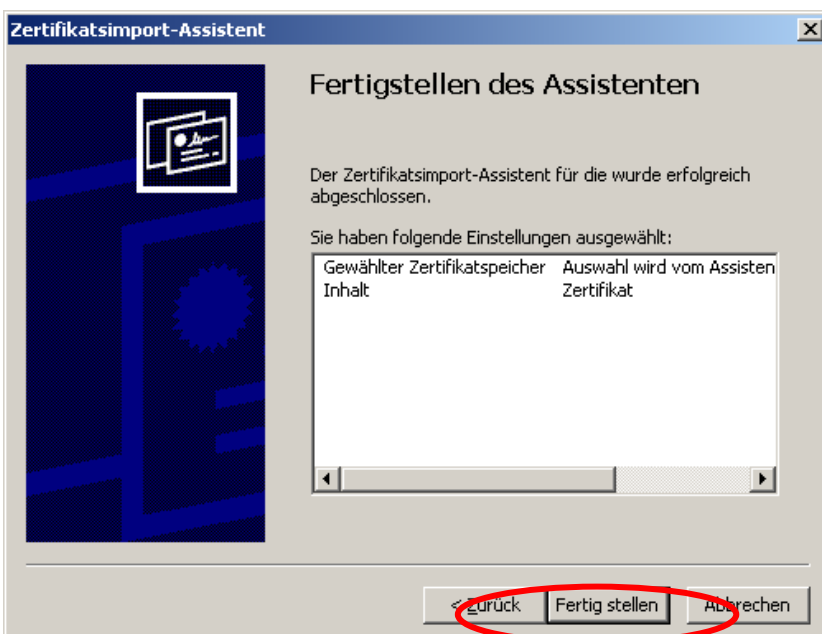 Zertifikatsimport-Assistent
Fertigstellen des Assistenten
Der Zertifikatsimport-Assistent für die wurde erfolgreich
abgeschlossen.
Sie haben folgende Einstellungen ausgewählt:
Gewählter Zertifikatspeicher Auswahl wird vom Assisten
Inhalt Zertifikat
< Zurück Fertig stellen Abbrechen